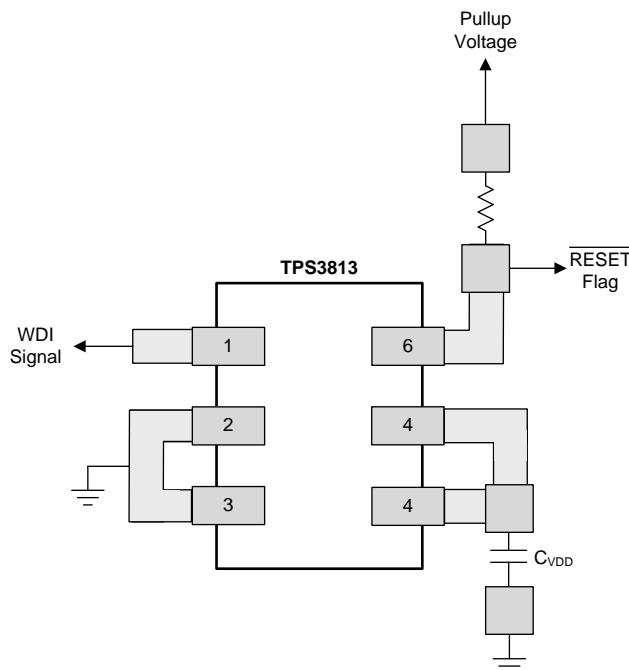 Pullup
Voltage
TPS3813
RESET
Flag
WDI
Signal
1
6
2
4
3
4
CVDD